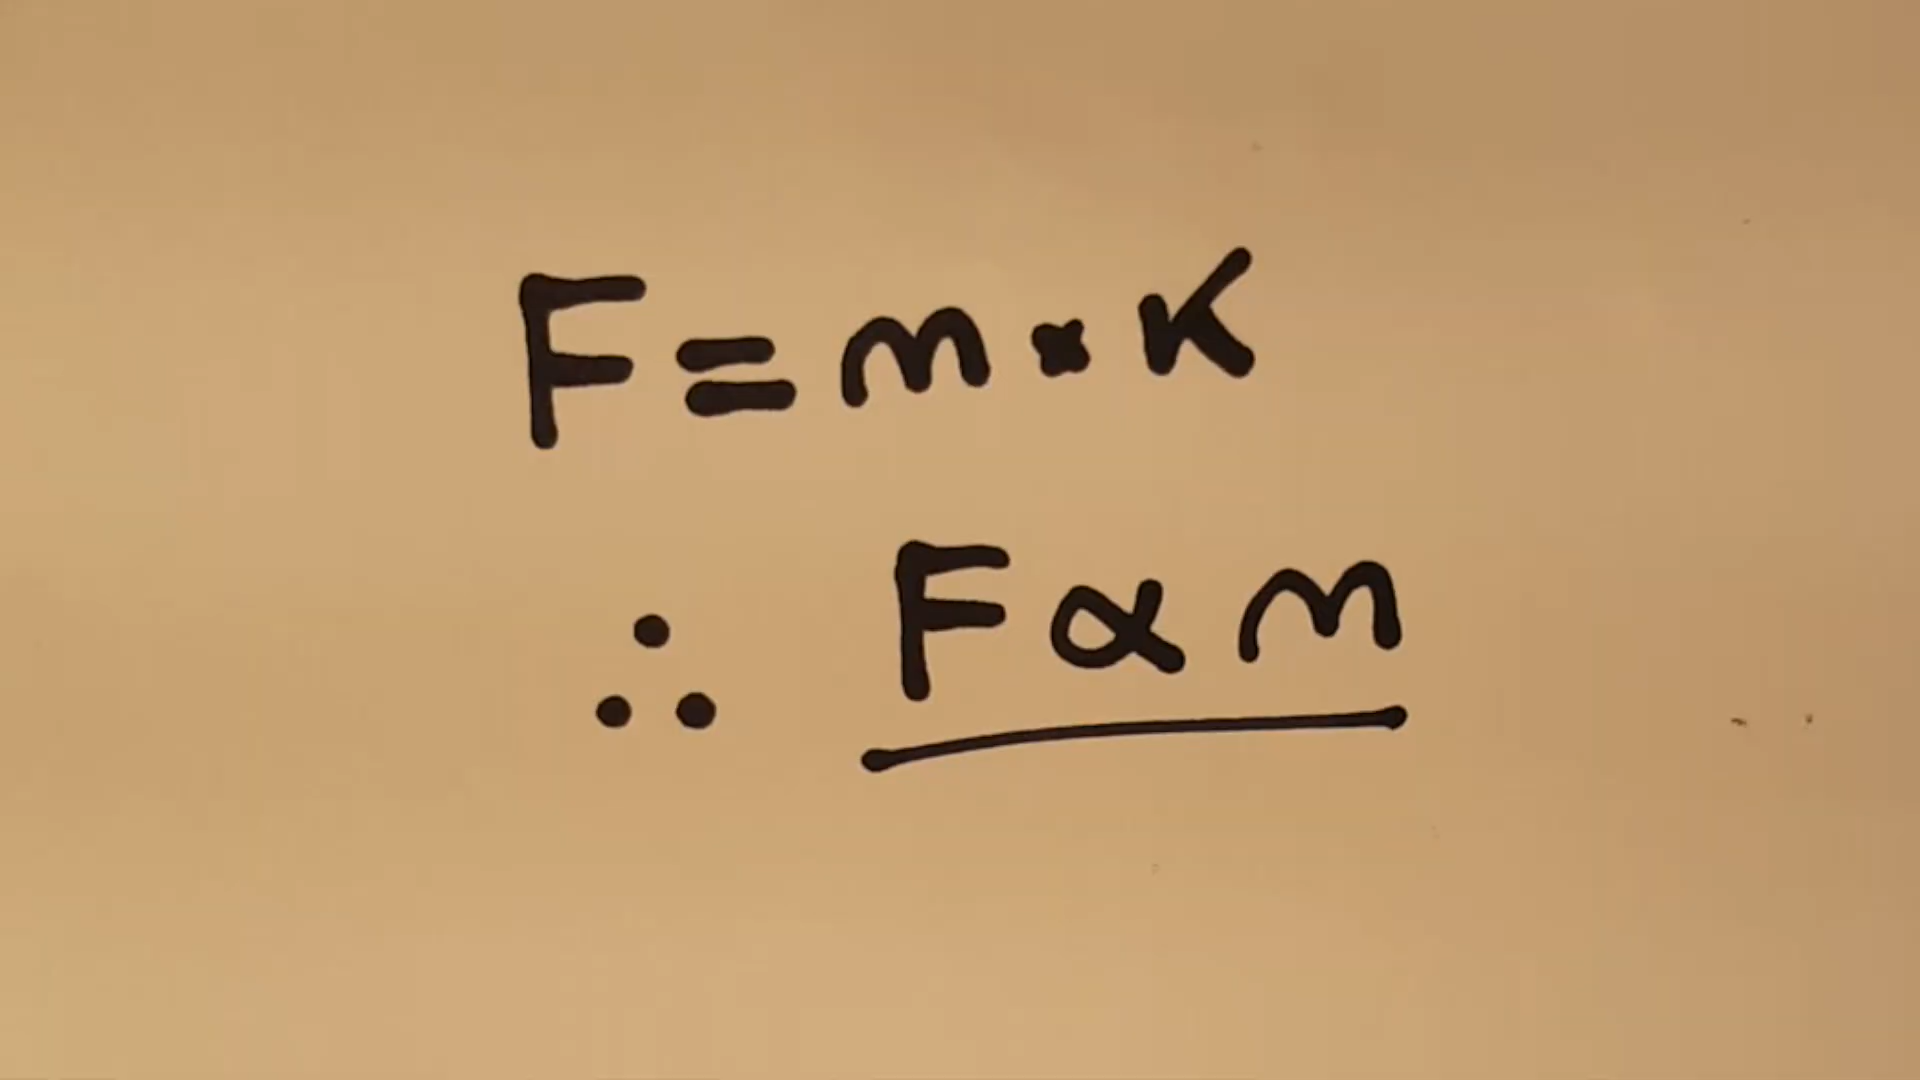 F = m × K
∴ F ∝ m